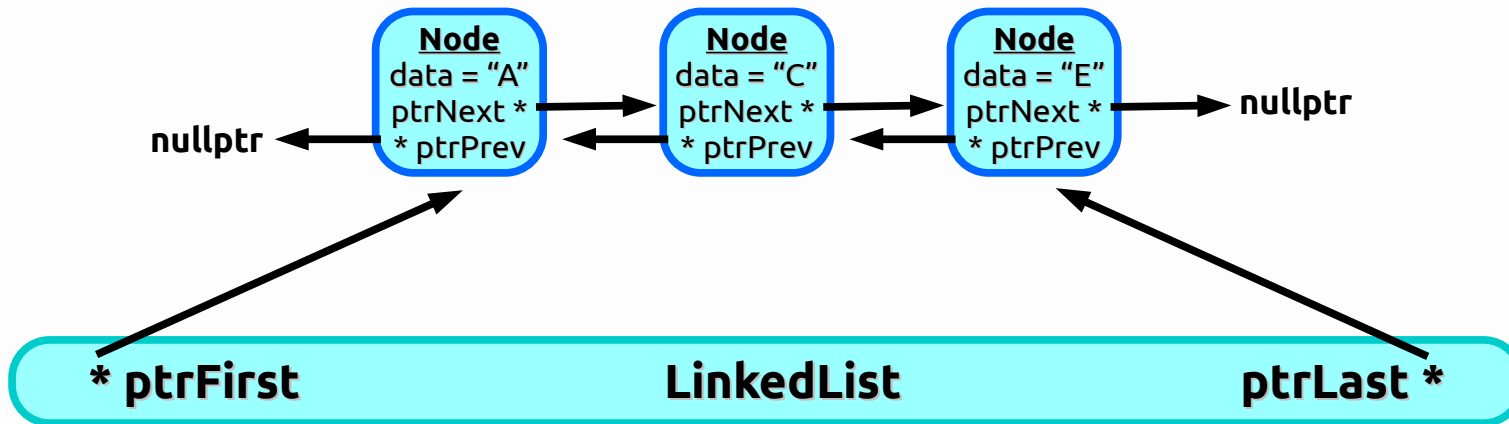 Node
data = “A”
ptrNext *
* ptrPrev
Node
data = “C”
ptrNext *
* ptrPrev
Node
data = “E”
ptrNext *
* ptrPrev
nullptr
nullptr
* ptrFirst
LinkedList
ptrLast *